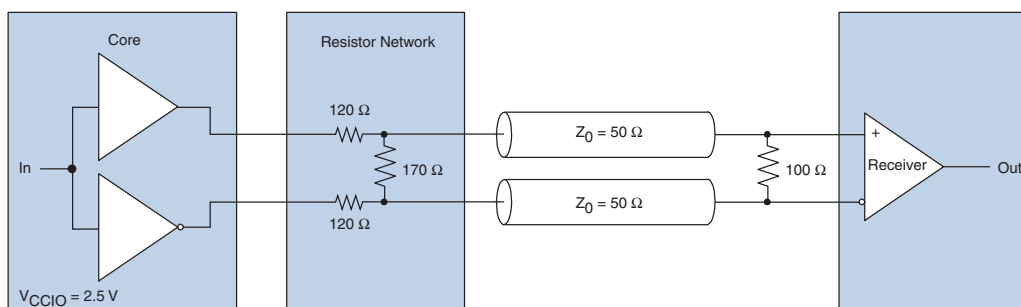 Core
Resistor Network
120 Ω
Z0 = 50 Ω
+
In
170 Ω
100 Ω
Receiver
Out
Z0 = 50 Ω
120 Ω
VCCIO = 2.5 V